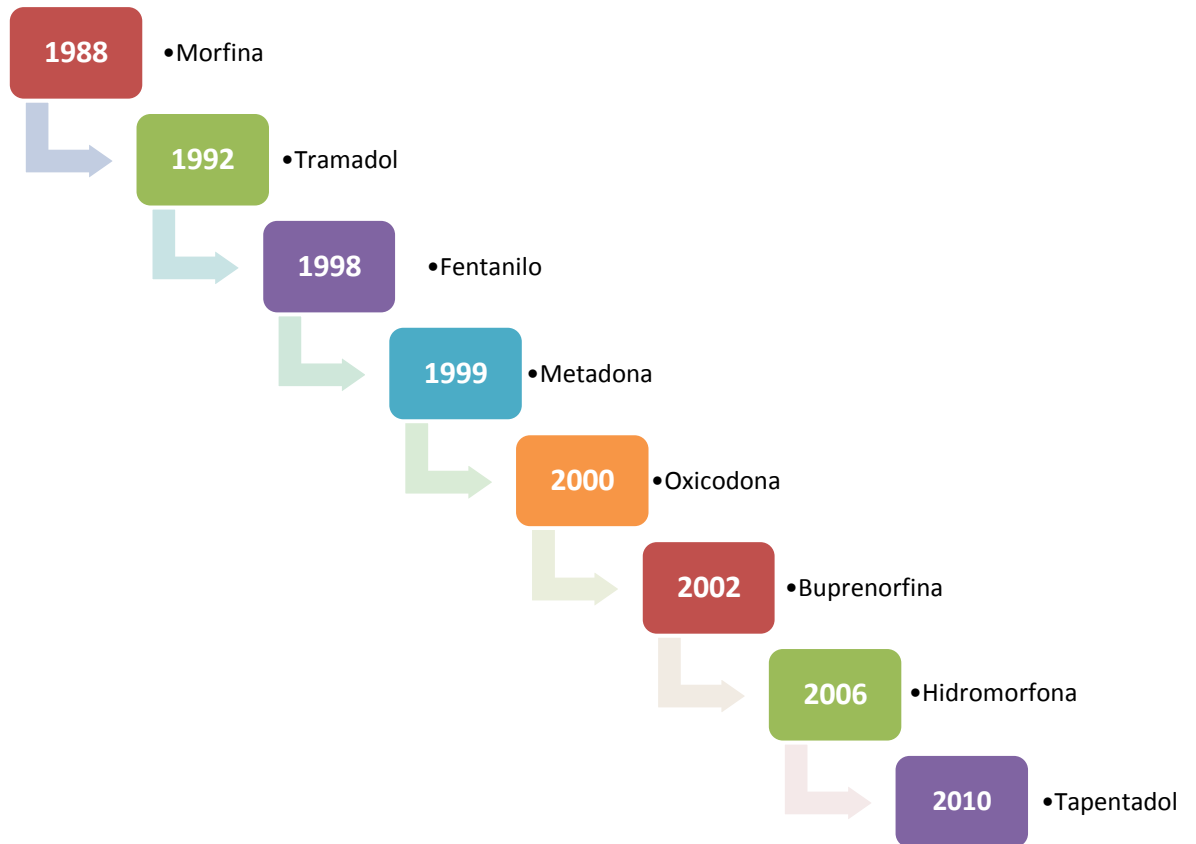 1988 •Morfina
1992 •Tramadol
1998 •Fentanilo
1999 •Metadona
2000 •Oxicodona
2002 •Buprenorfina
2006 •Hidromorfona
2010 •Tapentadol